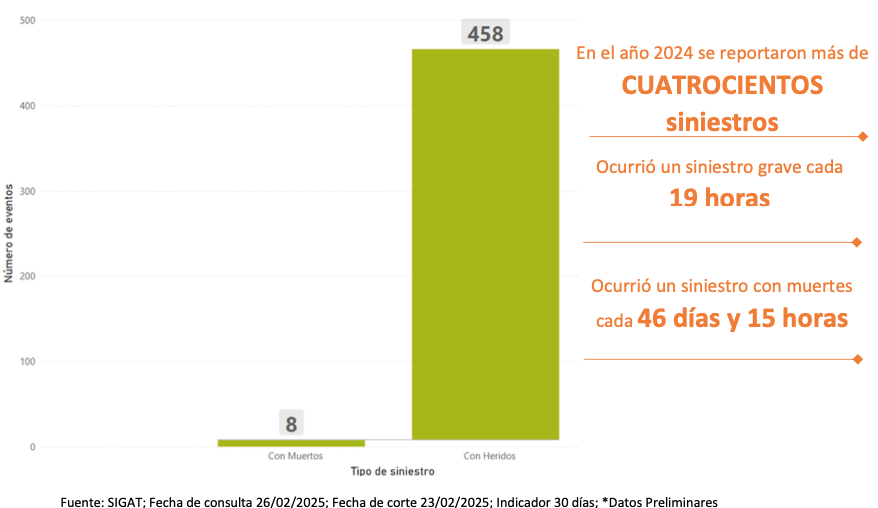 500
458
400
300
200
100
8
0
Número de eventos
Con Muertos
Con Heridos
Tipo de siniestro
En el año 2024 se reportaron más de
CUATROCIENTOS
siniestros
Ocurrió un siniestro grave cada
19 horas
Ocurrió un siniestro con muertes
cada 46 días y 15 horas
Fuente: SIGAT; Fecha de consulta 26/02/2025; Fecha de corte 23/02/2025; Indicador 30 días; *Datos Preliminares